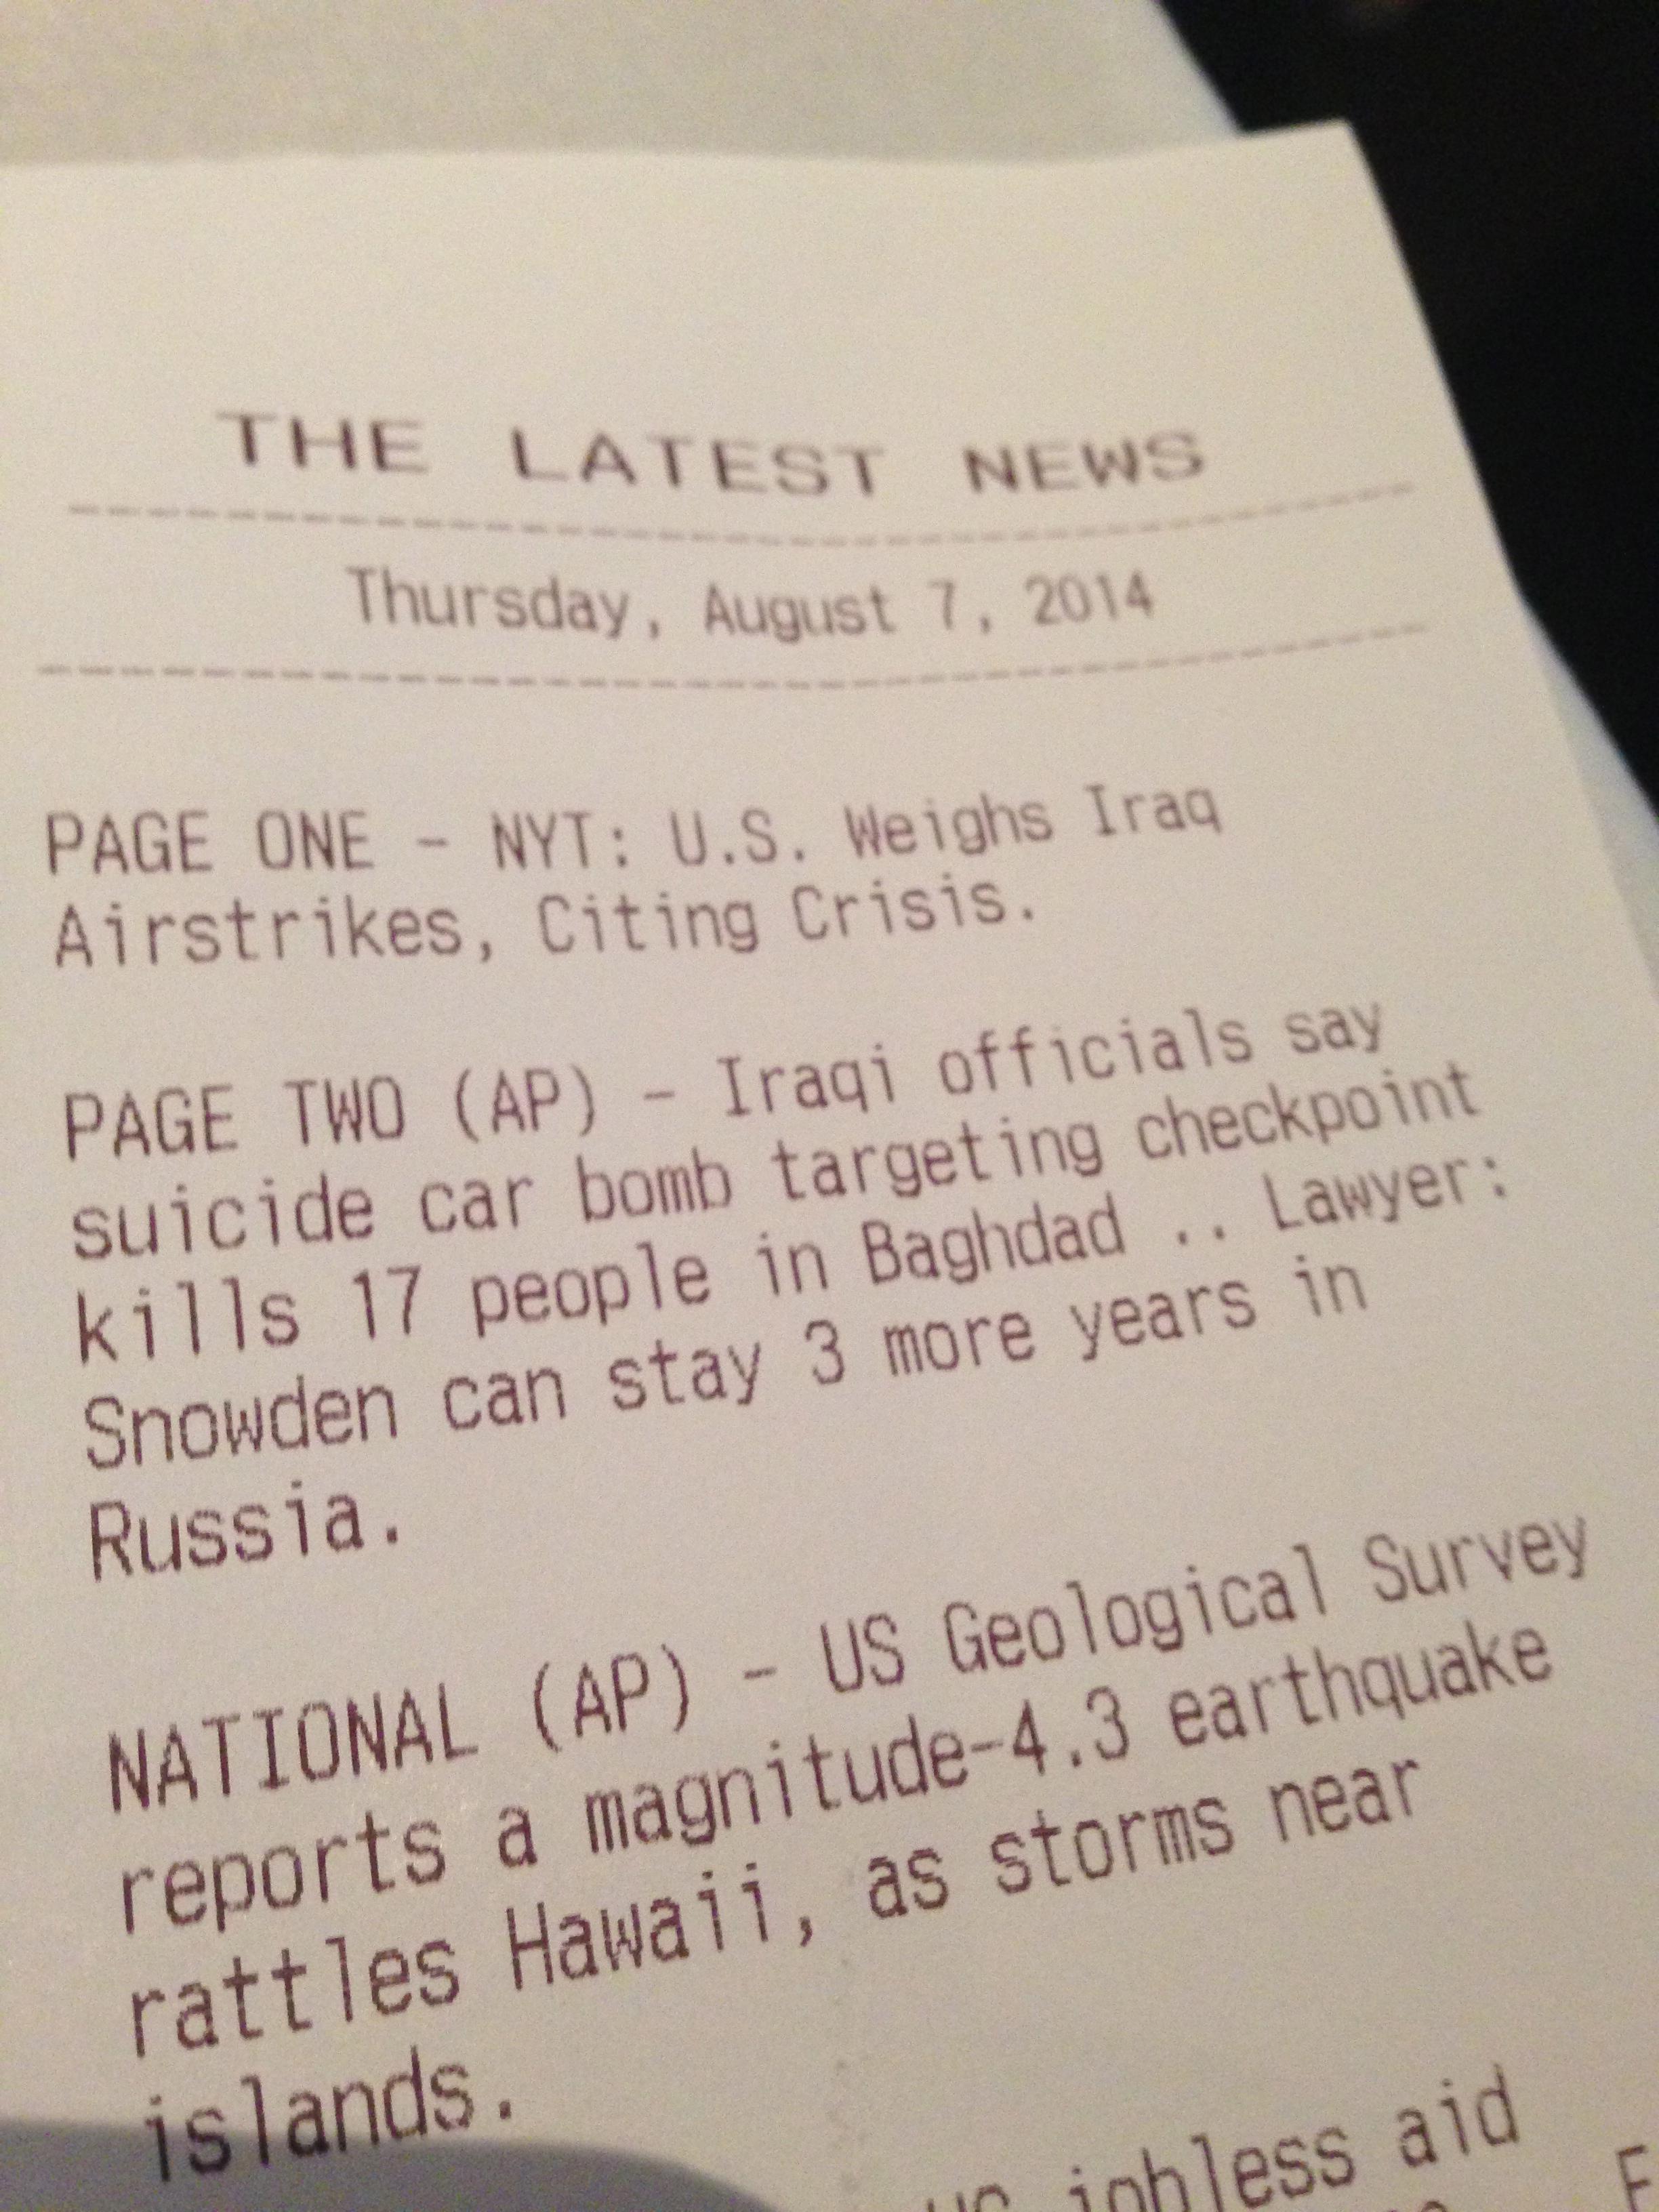 THE LATEST NEWS
Thursday, August 7, 2014
PAGE ONE - NYT: U.S. Weighs Iraq
Airstrikes, Citing Crisis.
PAGE TWO (AP) - Iraqi officials say
suicide car bomb targeting checkpoint
kills 17 people in Baghdad .. Lawyer:
Snowden can stay 3 more years in
Russia.
NATIONAL (AP) - US Geological Survey
reports a magnitude-4.3 earthquake
rattles Hawaii, as storms near
islands.
jobless aid